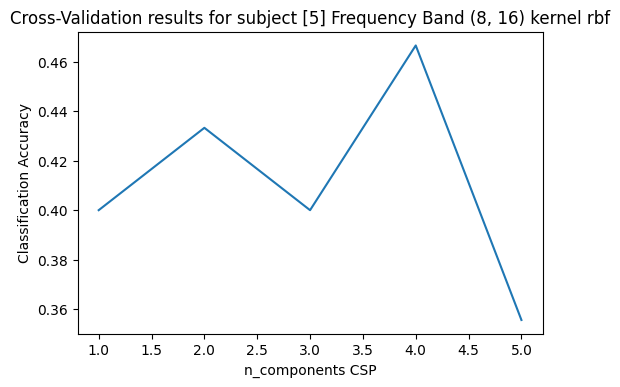 Cross-Validation results for subject [5] Frequency Band (8, 16) kernel rbf
0.46
0.44
0.42
0.40
0.38
0.36
Classification Accuracy
1.0 1.5 2.0 2.5 3.0 3.5 4.0 4.5 5.0
n_components CSP